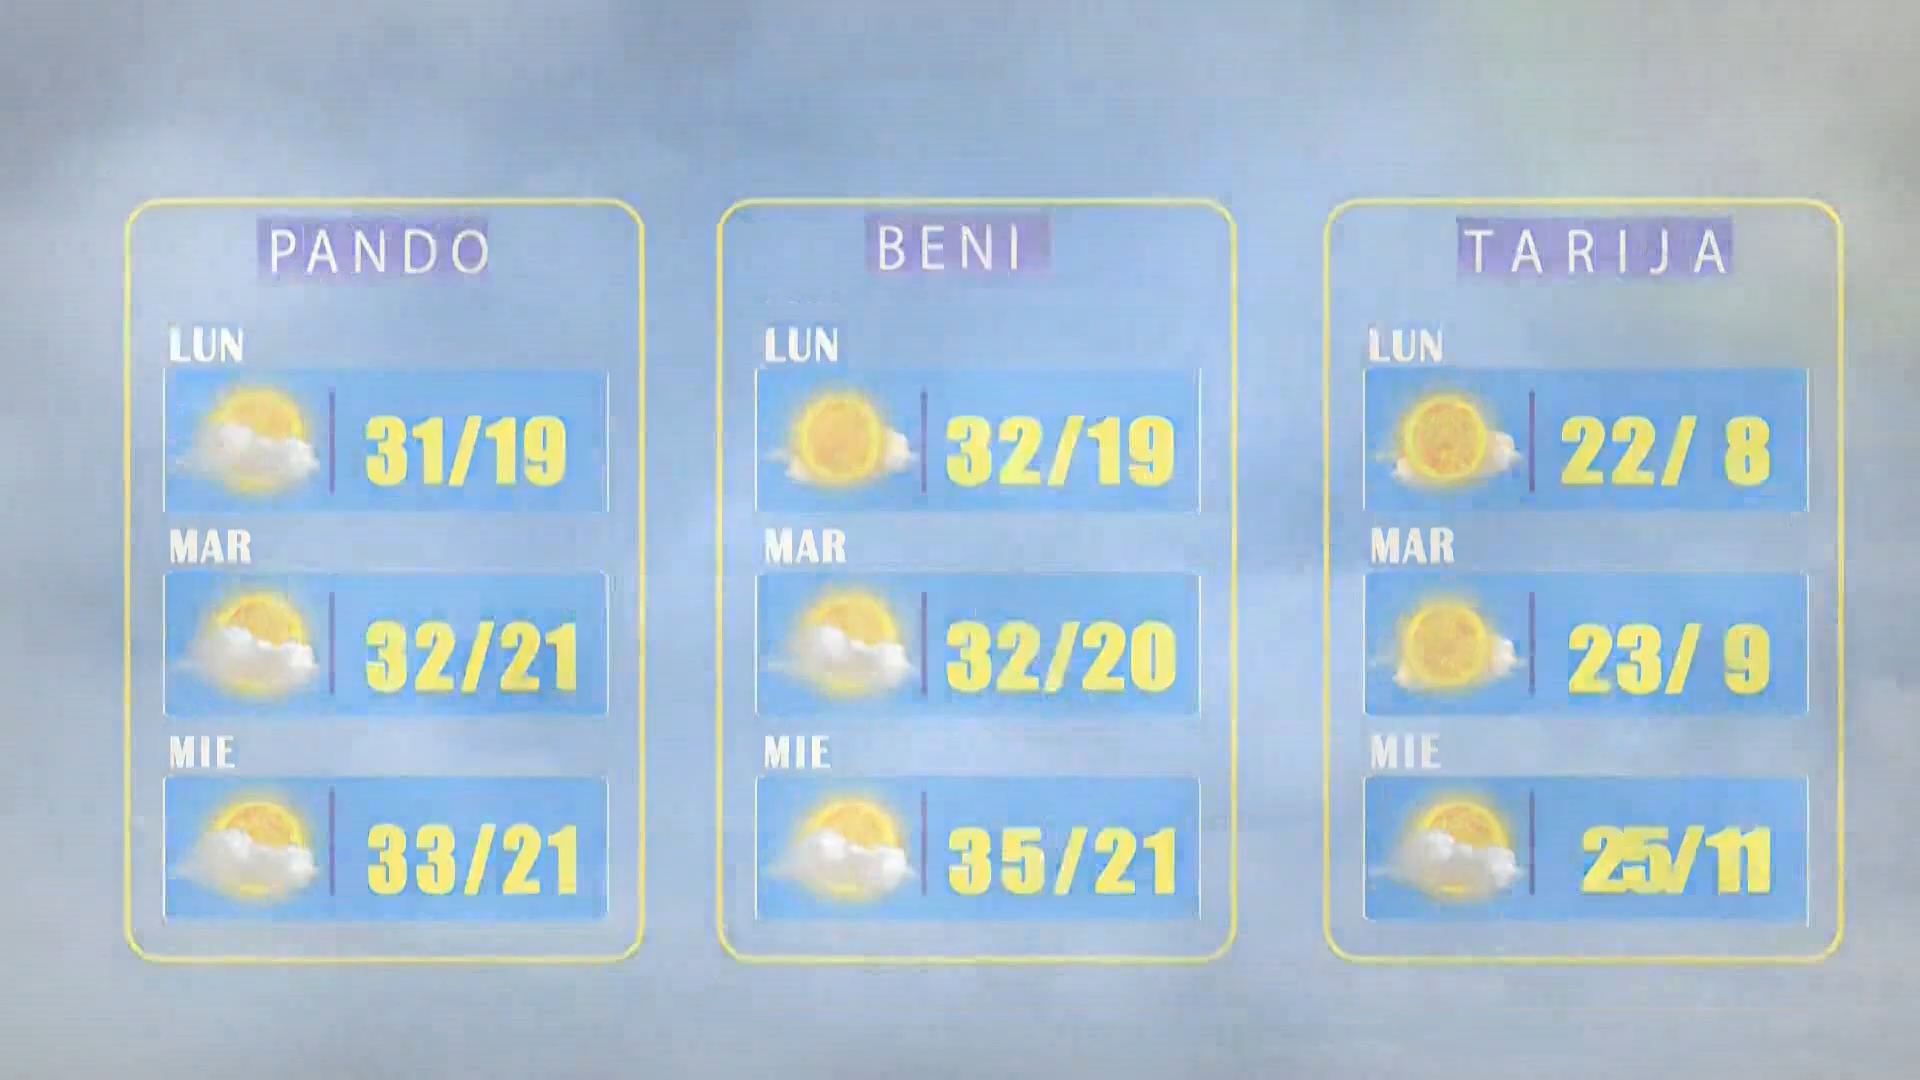 PANDO
LUN
31/19
MAR
32/21
MIE
33/21
BENI
LUN
32/19
MAR
32/20
MIE
35/21
TARIJA
LUN
22/ 8
MAR
23/ 9
MIE
25/11